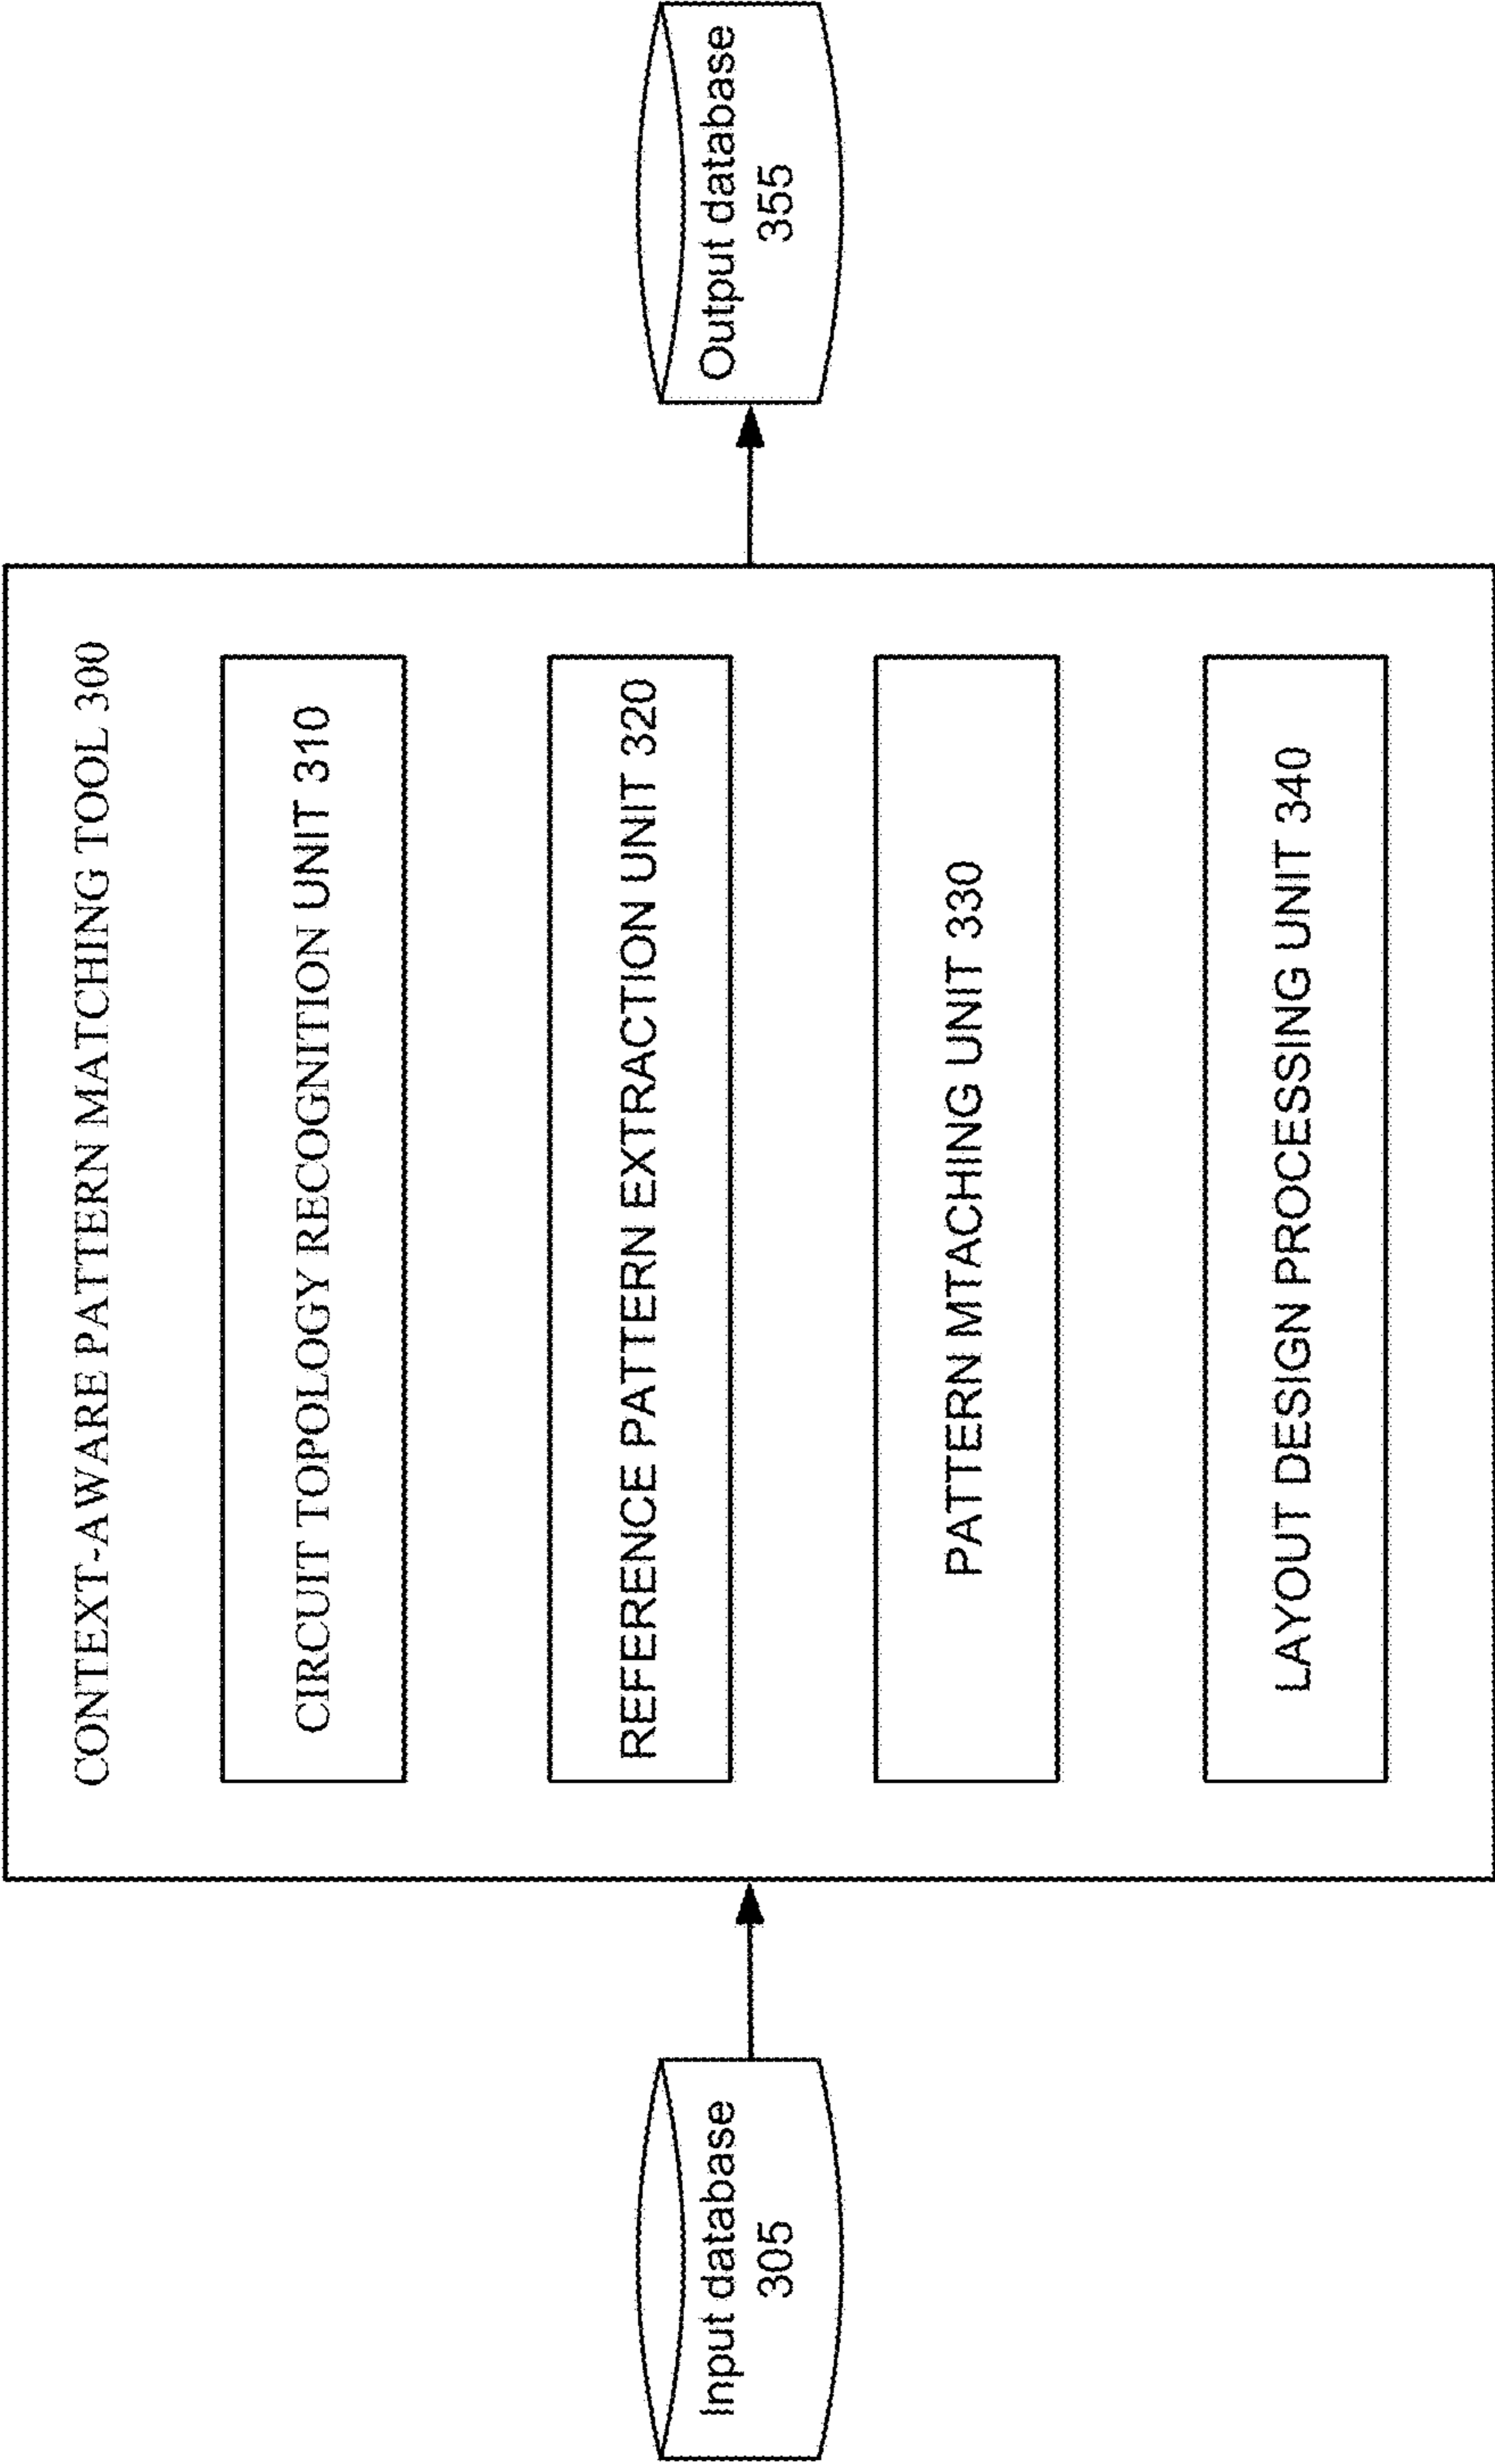 CONTEXT-AWARE PATTERN MATCHING TOOL 300
CIRCUIT TOPOLOGY RECOGNITION UNIT 310
REFERENCE PATTERN EXTRACTION UNIT 320
PATTERN MTACHING UNIT 330
LAYOUT DESIGN PROCESSING UNIT 340
Input database
305
Output database
355